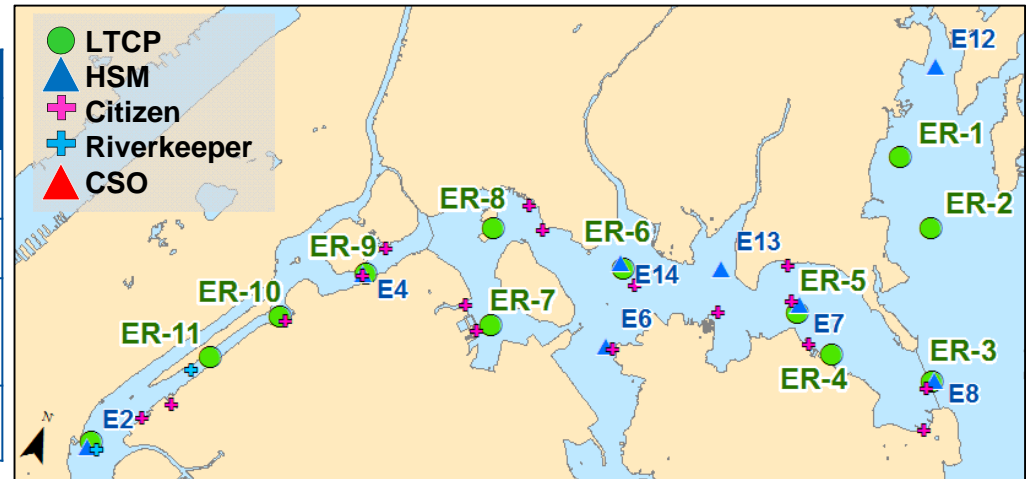 LTCP
HSM
Citizen
Riverkeeper
CSO
E12
ER-1
ER-2
ER-8
ER-6
E13
ER-9
E14
E4
ER-5
ER-10
ER-7
E6
E7
ER-11
ER-4
ER-3
E8
E2
N